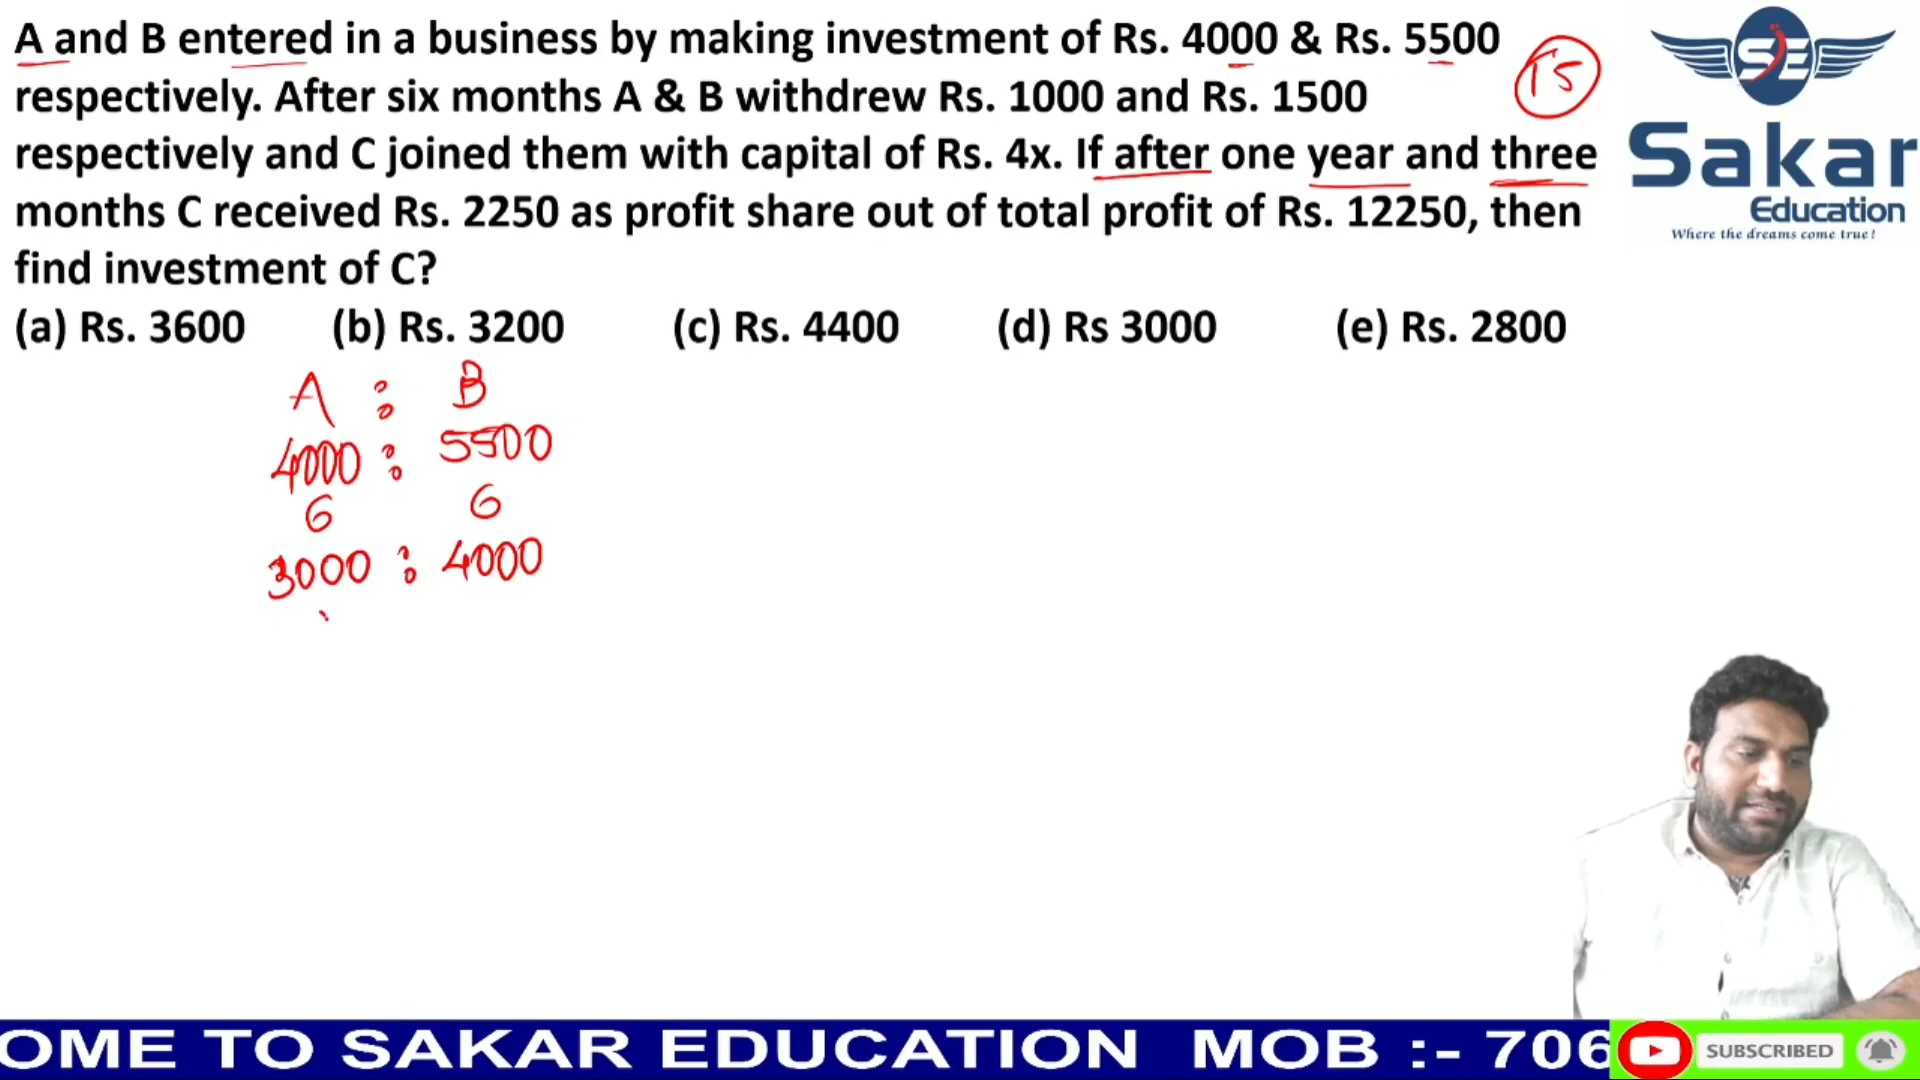 A and B entered in a business by making investment of Rs. 4000 & Rs. 5500
respectively. After six months A & B withdrew Rs. 1000 and Rs. 1500
respectively and C joined them with capital of Rs. 4x. If after one year and three
months C received Rs. 2250 as profit share out of total profit of Rs. 12250, then
find investment of C?
(a) Rs. 3600 (b) Rs. 3200 (c) Rs. 4400 (d) Rs 3000 (e) Rs. 2800
15
SE
Sakar
Education
Where the dreams come true!
A : B
4000 : 5500
6 6
3000 : 4000
OME TO SAKAR EDUCATION MOB :- 706
SUBSCRIBED